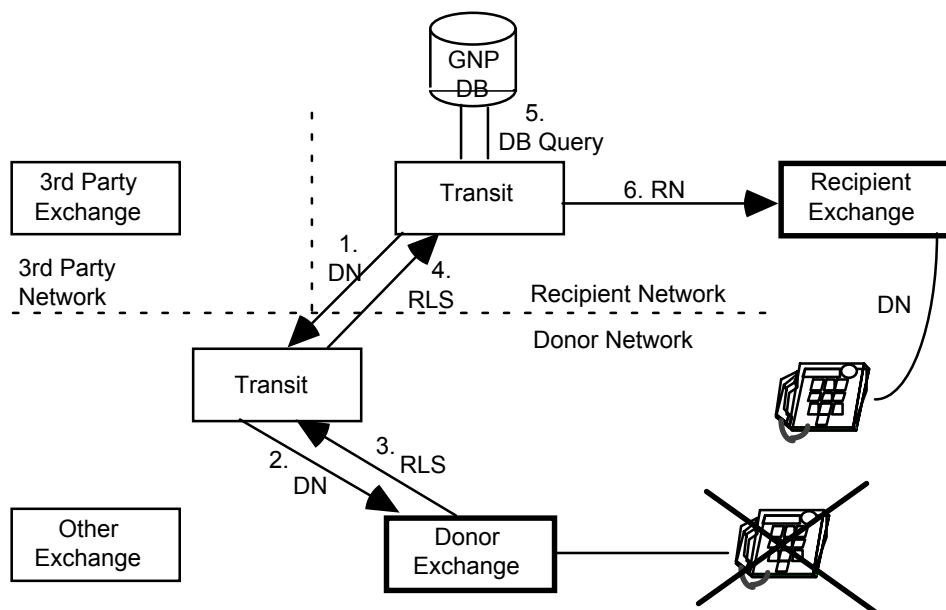 GNP
DB
5.
DB Query
3rd Party
Exchange
Transit
6. RN
Recipient
Exchange
1.
DN
4.
RLS
3rd Party
Network
Recipient Network
Donor Network
DN
Transit
2.
DN
3.
RLS
Other
Exchange
Donor
Exchange